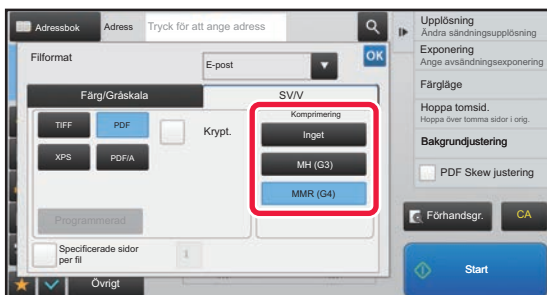 Adressbok
Adress
Tryck för att ange adress
Filformat
E-post
OK
Färg/Gråskala
SV/V
TIFF
PDF
Krypt.
XPS
PDF/A
Programmerad
Specificerade sidor
per fil
1
Komprimering
Inget
MH (G3)
MMR (G4)
Övrigt
Upplösning
Ändra sändningsupplösning
Exponering
Ange avsändningsexponering
Färgläge
Hoppa tomsid.
Hoppa över tomma sidor i orig.
Bakgrundjustering
PDF Skew justering
Förhandsgr.
CA
Start